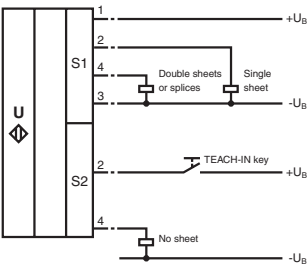 1
+UB
2
S1
4
Double sheets
or splices
Single
sheet
3
-UB
U
2
TEACH-IN key
+UB
S2
4
No sheet
-UB